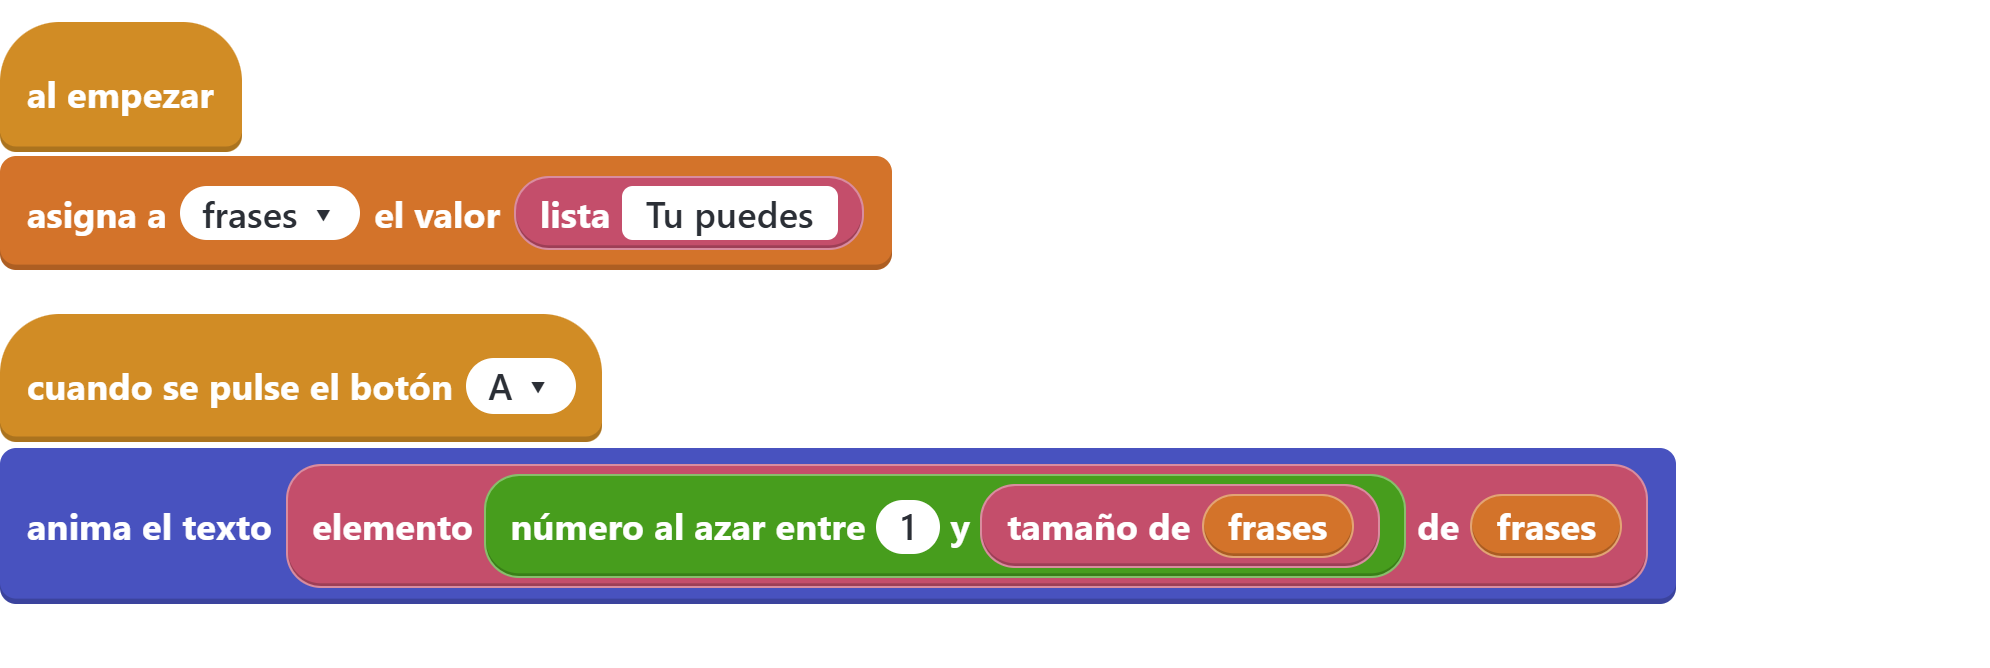 al empezar
asigna a frases el valor lista Tu puedes
cuando se pulse el botón A
anima el texto elemento número al azar entre 1 y tamaño de frases de frases